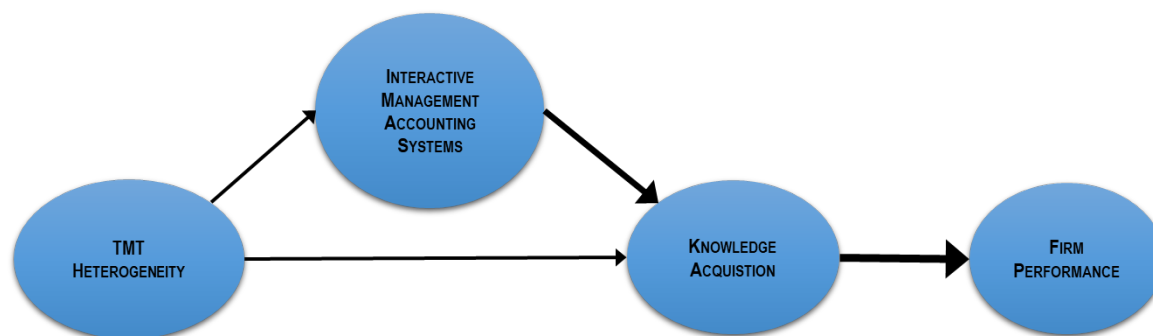 INTERACTIVE
MANAGEMENT
ACCOUNTING
SYSTEMS
TMT
HETEROGENEITY
KNOWLEDGE
ACQUISTION
FIRM
PERFORMANCE